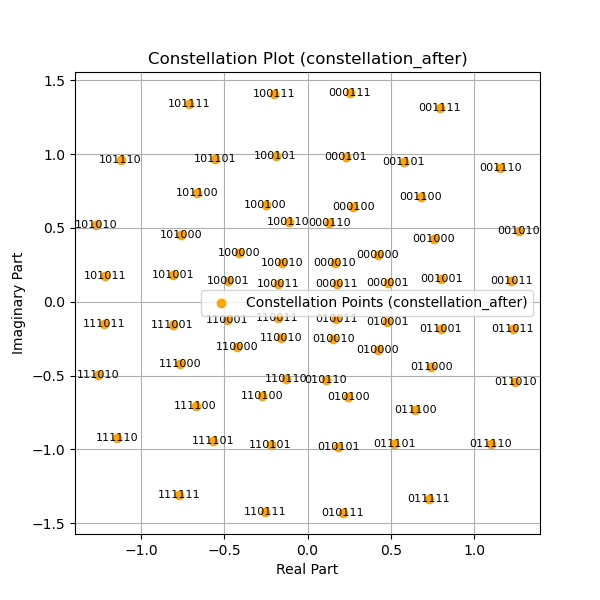 Constellation Plot (constellation_after)
1.5
100111 000111
101111 001111
1.0
101110 101101 100101 000101 001101 001110
101100 001100
100100 000100
0.5
101010 100110 000110 001010
101000 001000
100000 000000
100010 000010
101011 101001 100001 100011 000011 000001 001001 001011
0.0
Constellation Points (constellation_after)
111011 111001 110001 110011 010011 010001 011001 011011
110000 110010 010010 010000
111000 011000
−0.5
111010 110110 010110 011010
111100 110100 010100 011100
−1.0
111110 111101 110101 010101 011101 011110
111111 011111
110111 010111
−1.5
−1.0 −0.5 0.0 0.5 1.0
Real Part
Imaginary Part